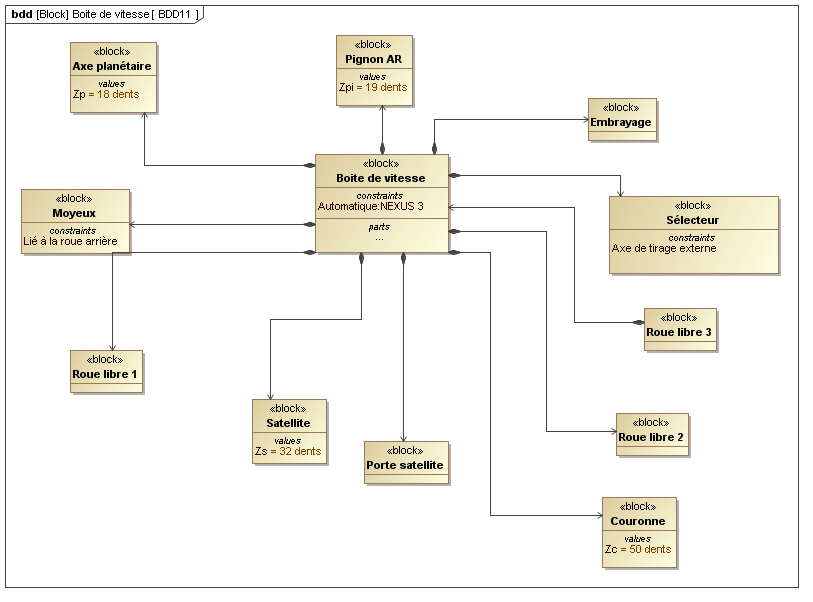 bdd [Block] Boite de vitesse[ BDD11 ]
«block»
Axe planétaire
values
Zp = 18 dents
«block»
Pignon AR
values
Zpi = 19 dents
«block»
Embrayage
«block»
Boite de vitesse
constraints
Automatique:NEXUS 3
parts
...
«block»
Moyeux
constraints
Lié à la roue arrière
«block»
Sélecteur
constraints
Axe de tirage externe
«block»
Roue libre 3
«block»
Roue libre 1
«block»
Satellite
values
Zs = 32 dents
«block»
Porte satellite
«block»
Roue libre 2
«block»
Couronne
values
Zc = 50 dents